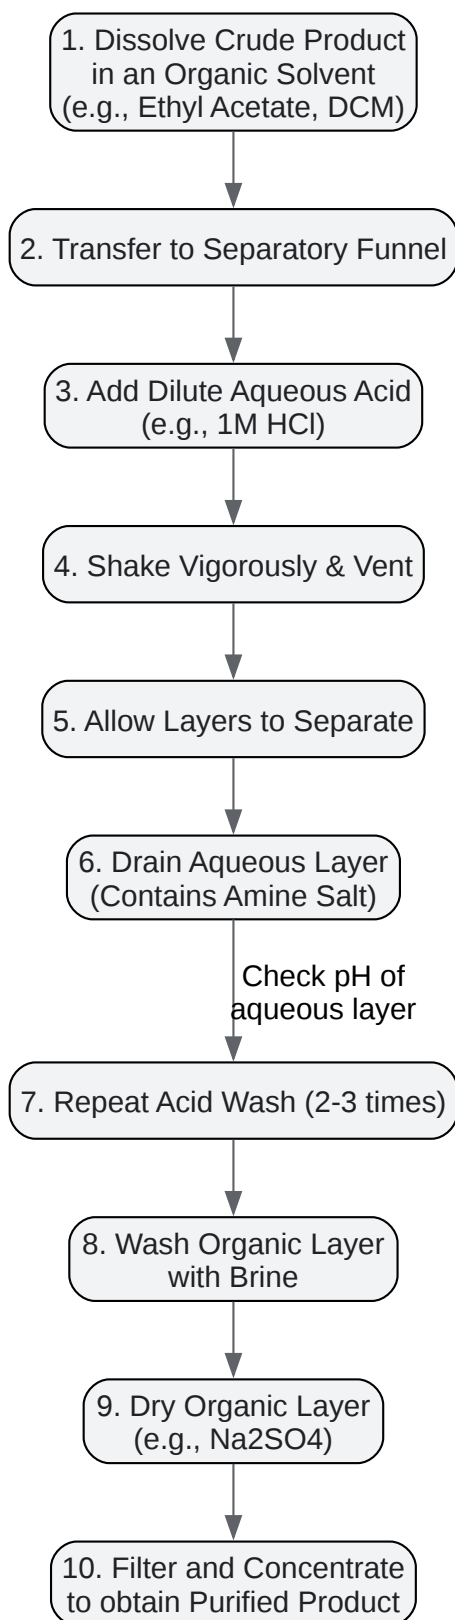 1. Dissolve Crude Product
in an Organic Solvent
(e.g., Ethyl Acetate, DCM)
2. Transfer to Separatory Funnel
3. Add Dilute Aqueous Acid
(e.g., 1M HCl)
4. Shake Vigorously & Vent
5. Allow Layers to Separate
6. Drain Aqueous Layer
(Contains Amine Salt)
Check pH of
aqueous layer
7. Repeat Acid Wash (2-3 times)
8. Wash Organic Layer
with Brine
9. Dry Organic Layer
(e.g., Na2SO4)
10. Filter and Concentrate
to obtain Purified Product